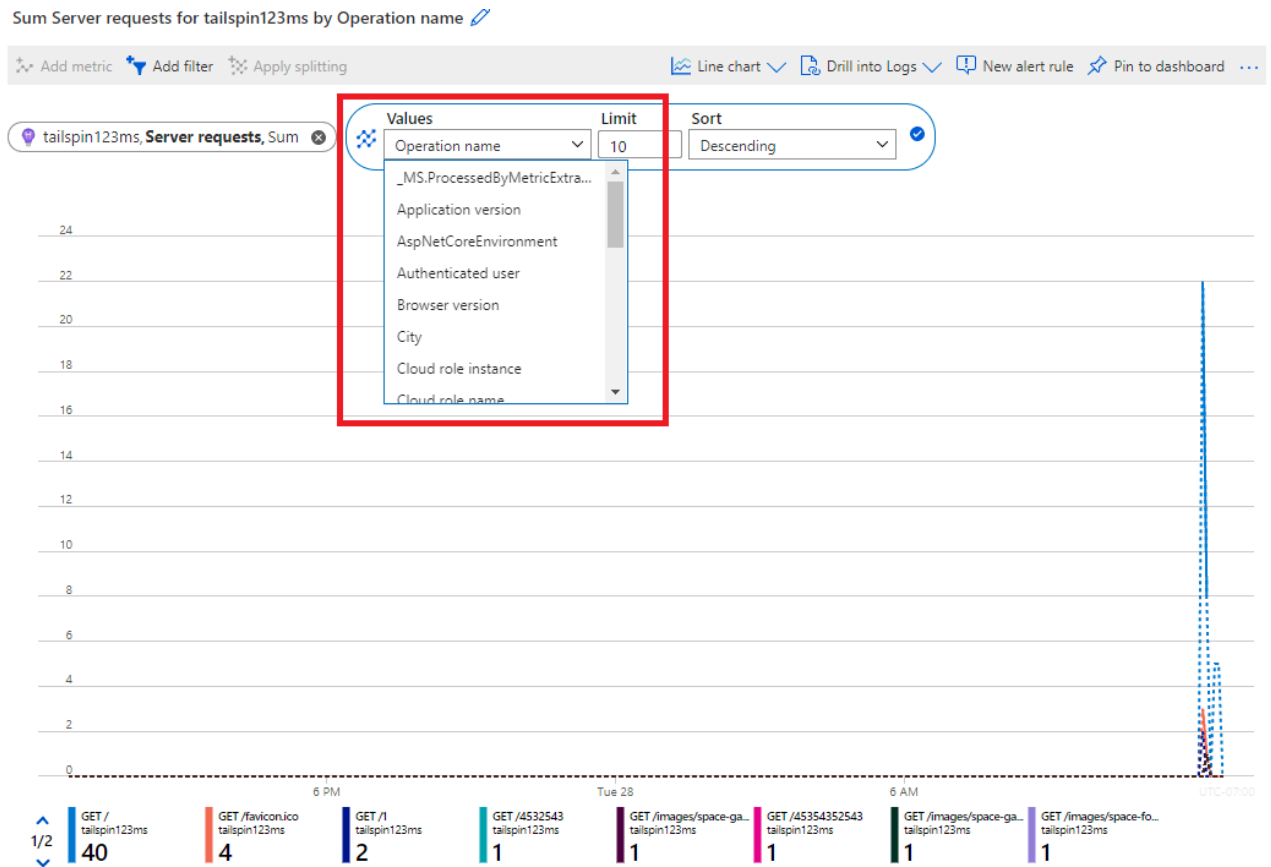 Sum Server requests for tailspin123ms by Operation name
Add metric Add filter Apply splitting Line chart Drill into Logs New alert rule Pin to dashboard ...
Values Limit Sort
tailspin123ms, Server requests, Sum Operation name 10 Descending
_MS.ProcessedByMetricExtra...
Application version
AspNetCoreEnvironment
Authenticated user
Browser version
City
Cloud role instance
Cloud role name
24
22
20
18
16
14
12
10
8
6
4
2
0
6 PM Tue 28 6 AM UTC-07:00
1/2
GET /
tailspin123ms
40
GET /favicon.ico
tailspin123ms
4
GET /1
tailspin123ms
2
GET /4532543
tailspin123ms
1
GET /images/space-ga...
tailspin123ms
1
GET /45354352543
tailspin123ms
1
GET /images/space-ga...
tailspin123ms
1
GET /images/space-fo...
tailspin123ms
1